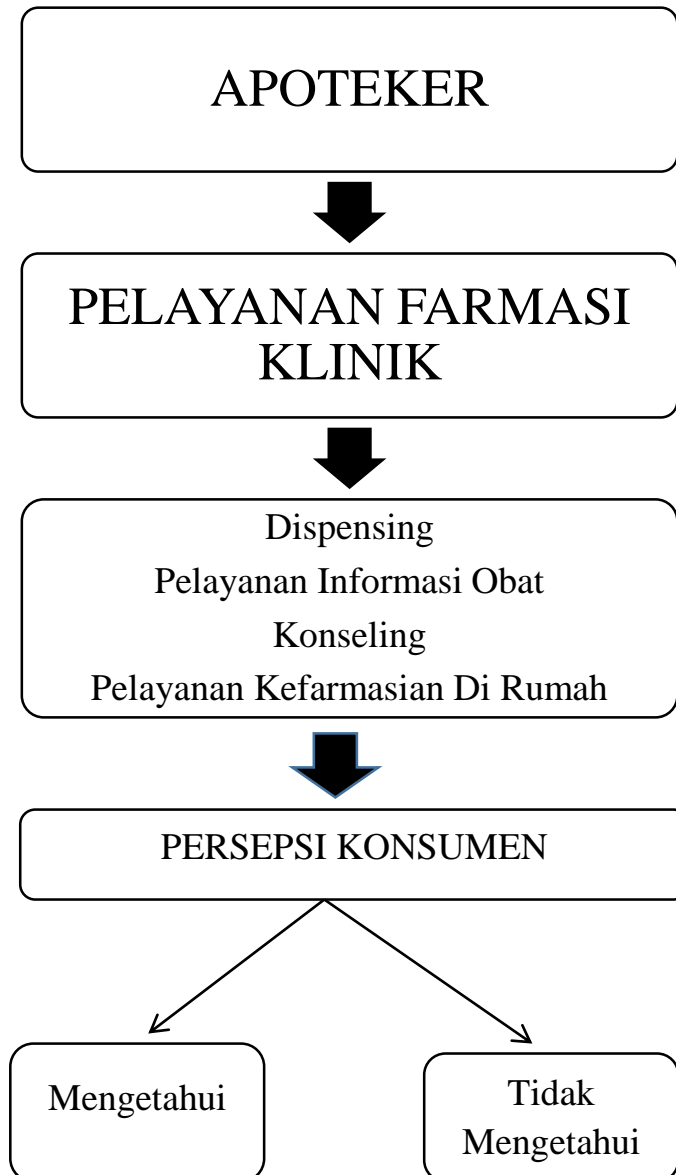 APOTEKER
PELAYANAN FARMASI
KLINIK
Dispensing
Pelayanan Informasi Obat
Konseling
Pelayanan Kefarmasian Di Rumah
PERSEPSI KONSUMEN
Mengetahui
Tidak
Mengetahui